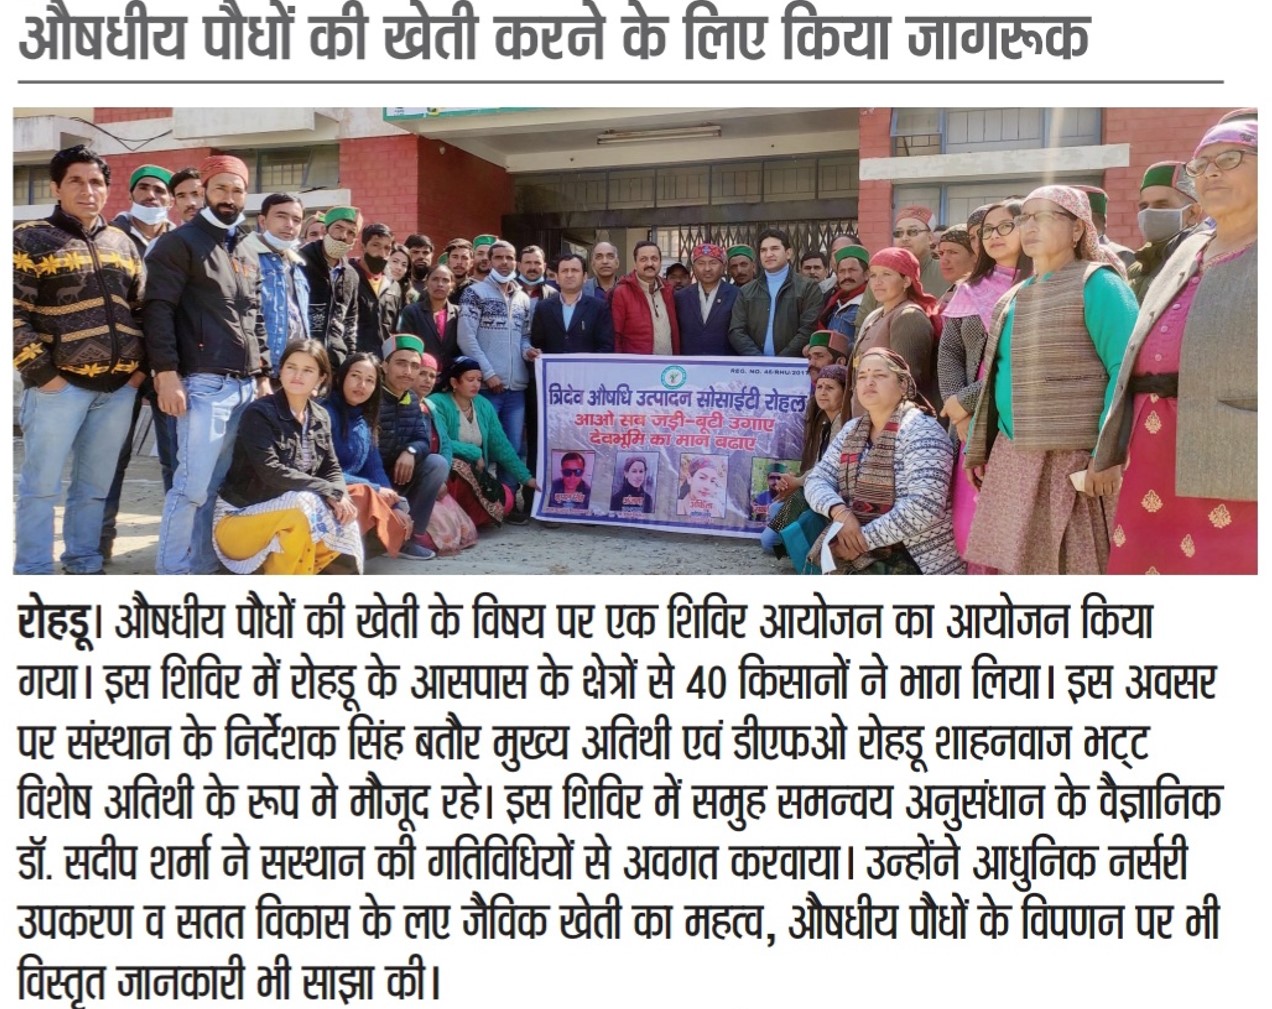 औषधीय पौधों की खेती करने के लिए किया जागरूक
REG. NO. 46/RHU/2017
त्रिदेव औषधि उत्पादन सोसाईटी रोहल
आओ सब जड़ी-बूटी उगाए
देवभूमि का मान बढाए
रोहडू। औषधीय पौधों की खेती के विषय पर एक शिविर आयोजन का आयोजन किया
गया। इस शिविर में रोहडू के आसपास के क्षेत्रों से 40 किसानों ने भाग लिया। इस अवसर
पर संस्थान के निर्देशक सिंह बतौर मुख्य अतिथी एवं डीएफओ रोहडू शाहनवाज भट्ट
विशेष अतिथी के रूप मे मौजूद रहे। इस शिविर में समुह समन्वय अनुसंधान के वैज्ञानिक
डॉ. सदीप शर्मा ने सस्थान की गतिविधियों से अवगत करवाया। उन्होंने आधुनिक नर्सरी
उपकरण व सतत विकास के लए जैविक खेती का महत्व, औषधीय पौधों के विपणन पर भी
विस्तृत जानकारी भी साझा की।